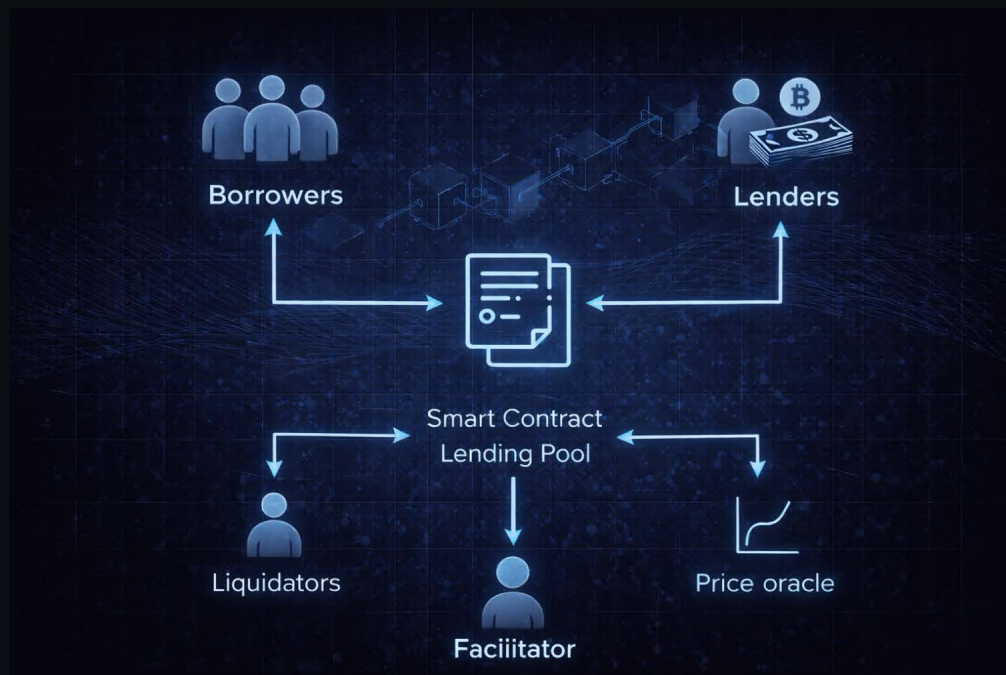 Borrowers
Lenders
Smart Contract
Lending Pool
Liquidators
Price oracle
Faciiitator